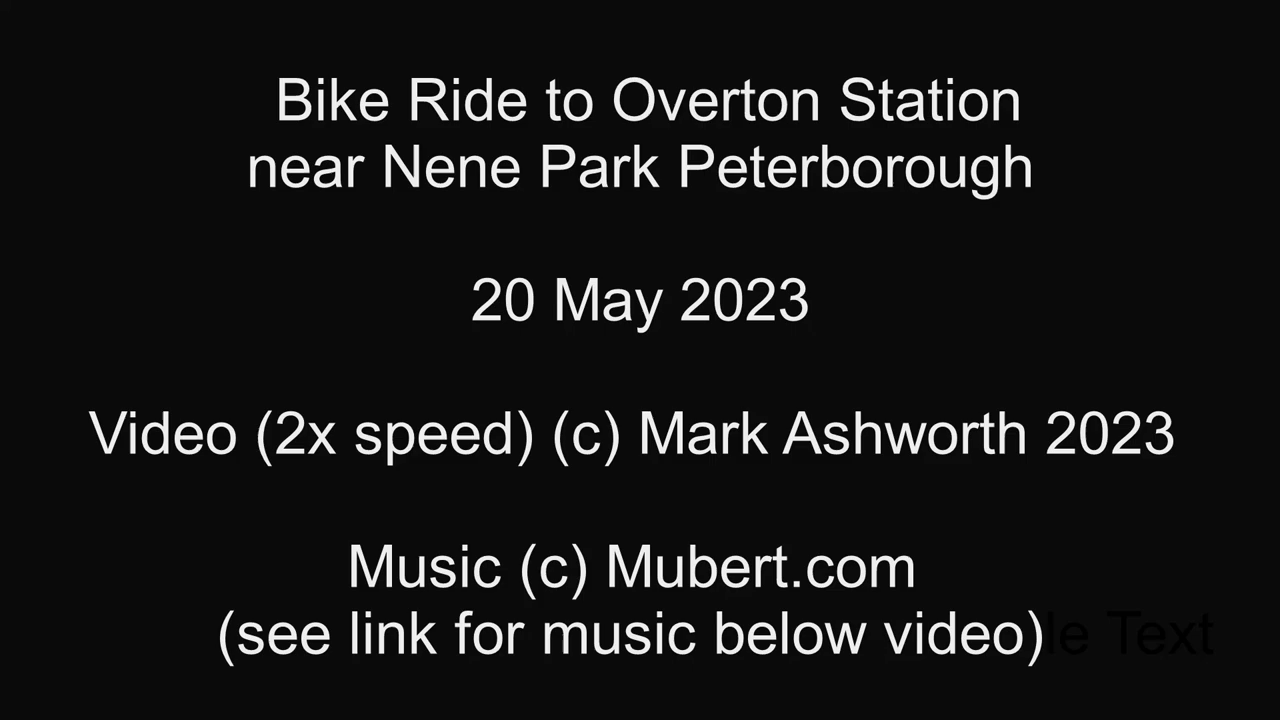 Bike Ride to Overton Station
near Nene Park Peterborough
20 May 2023
Video (2x speed) (c) Mark Ashworth 2023
Music (c) Mubert.com
(see link for music below video)
Text